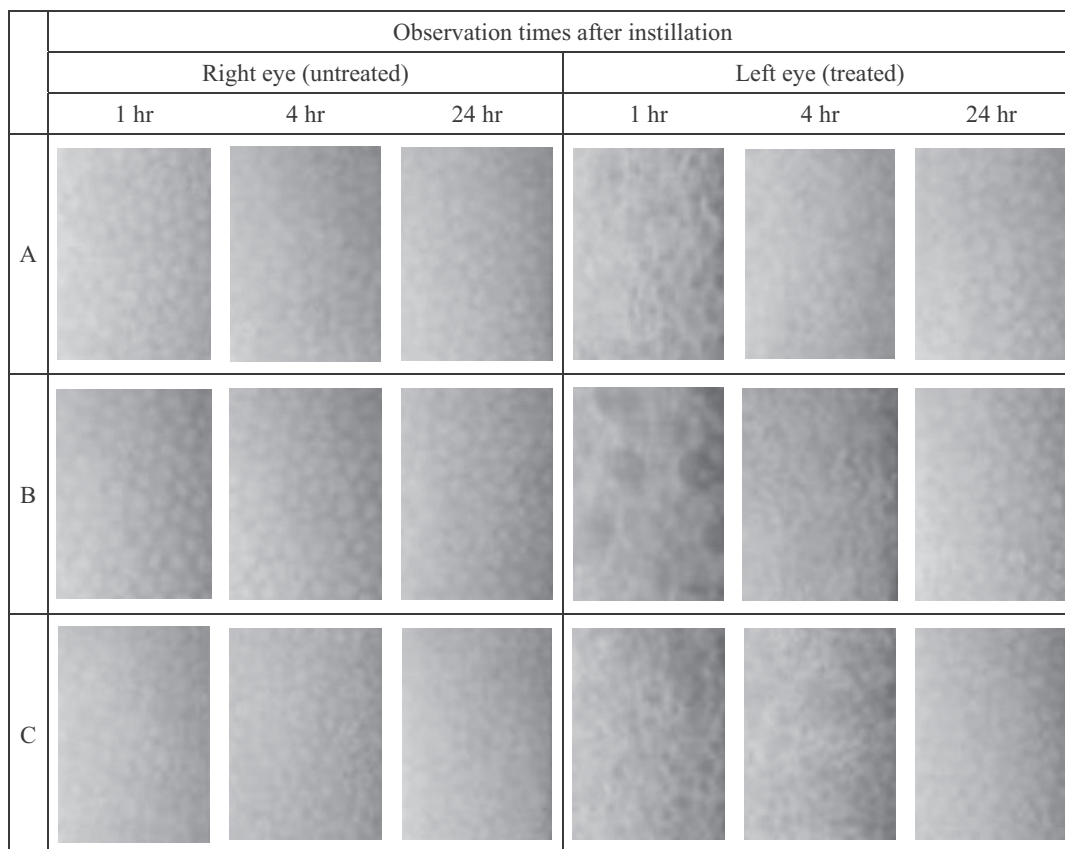 Observation times after instillation
Right eye (untreated) Left eye (treated)
1 hr 4 hr 24 hr 1 hr 4 hr 24 hr
A
B
C